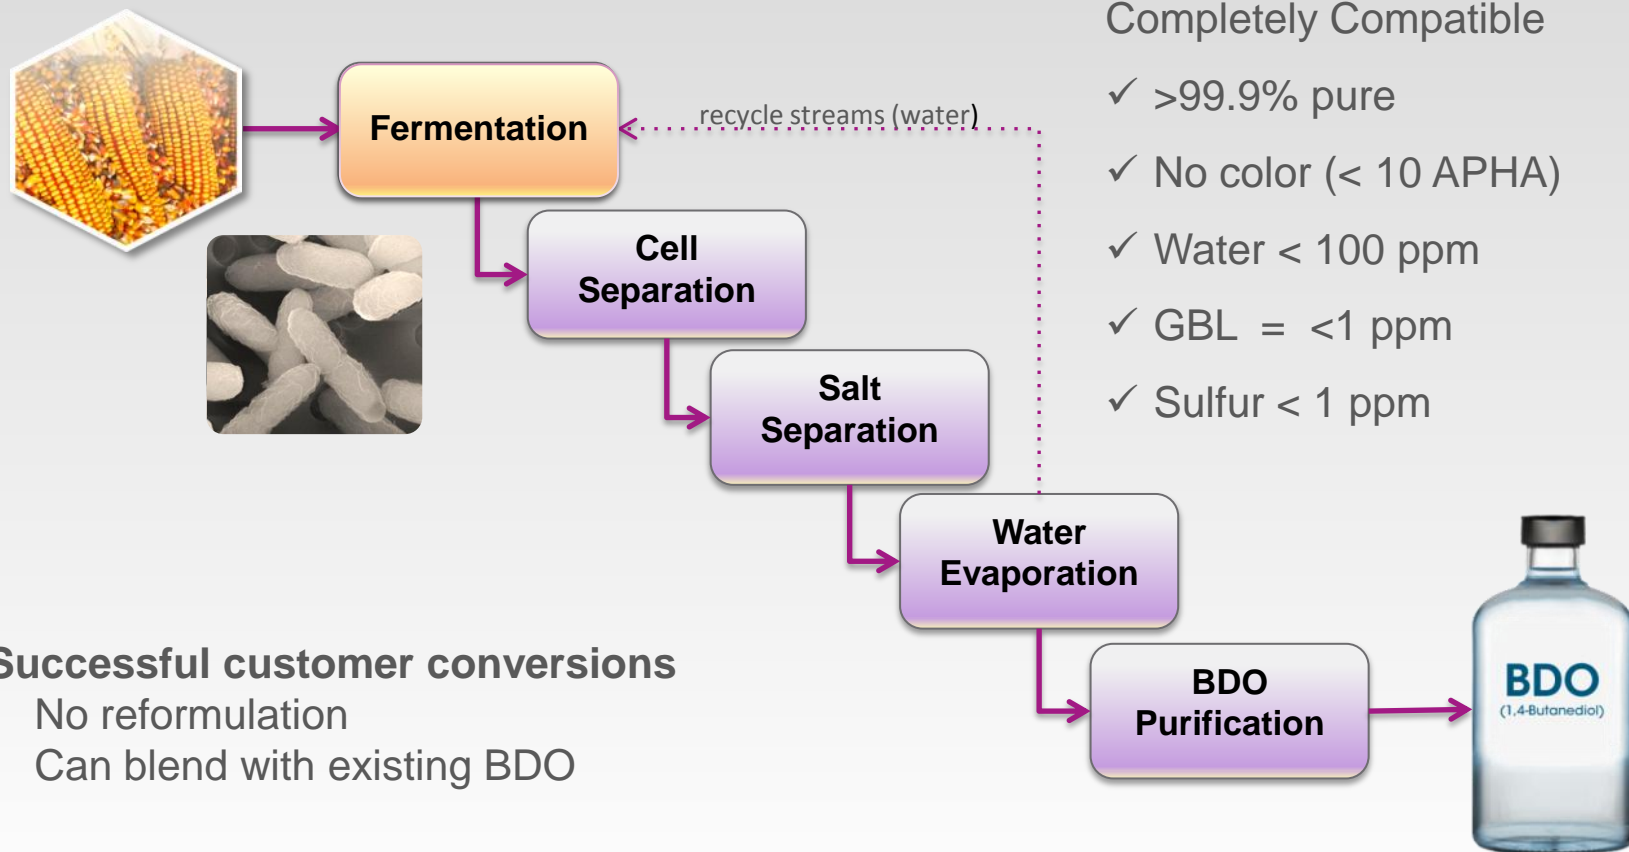 Completely Compatible
✓ >99.9% pure
✓ No color (< 10 APHA)
✓ Water < 100 ppm
✓ GBL = <1 ppm
✓ Sulfur < 1 ppm
Fermentation
recycle streams (water)
Cell
Separation
Salt
Separation
Water
Evaporation
BDO
Purification
BDO
(1,4-Butanediol)
Successful customer conversions
No reformulation
Can blend with existing BDO